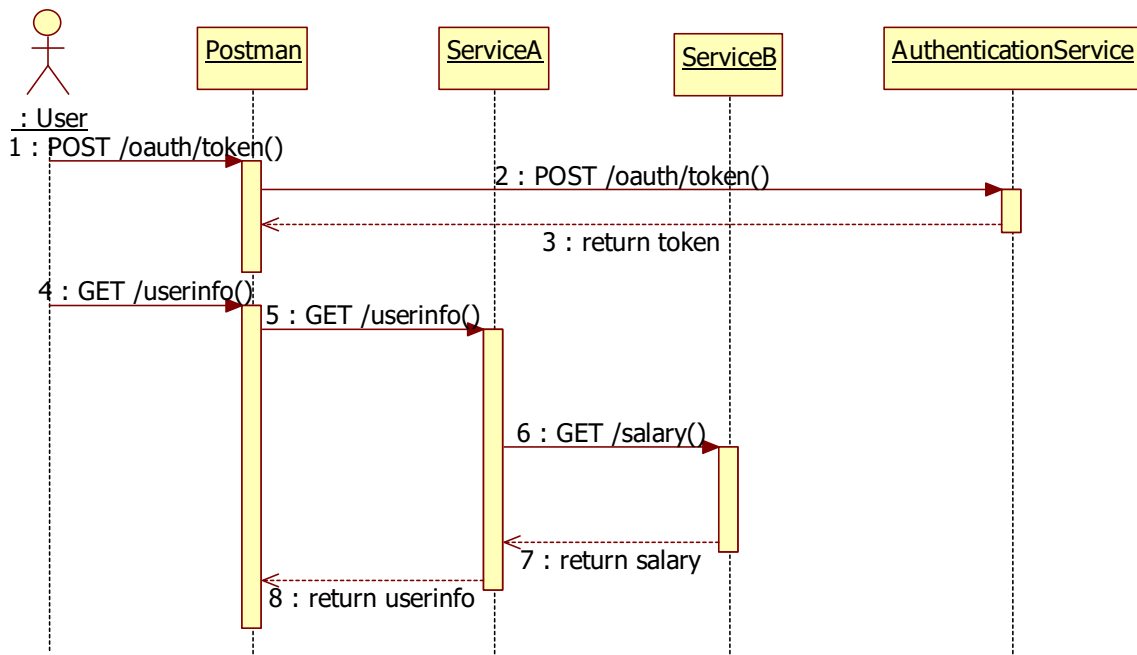 Postman
ServiceA
ServiceB
AuthenticationService
: User
1 : POST /oauth/token()
2 : POST /oauth/token()
3 : return token
4 : GET /userinfo()
5 : GET /userinfo()
6 : GET /salary()
7 : return salary
8 : return userinfo